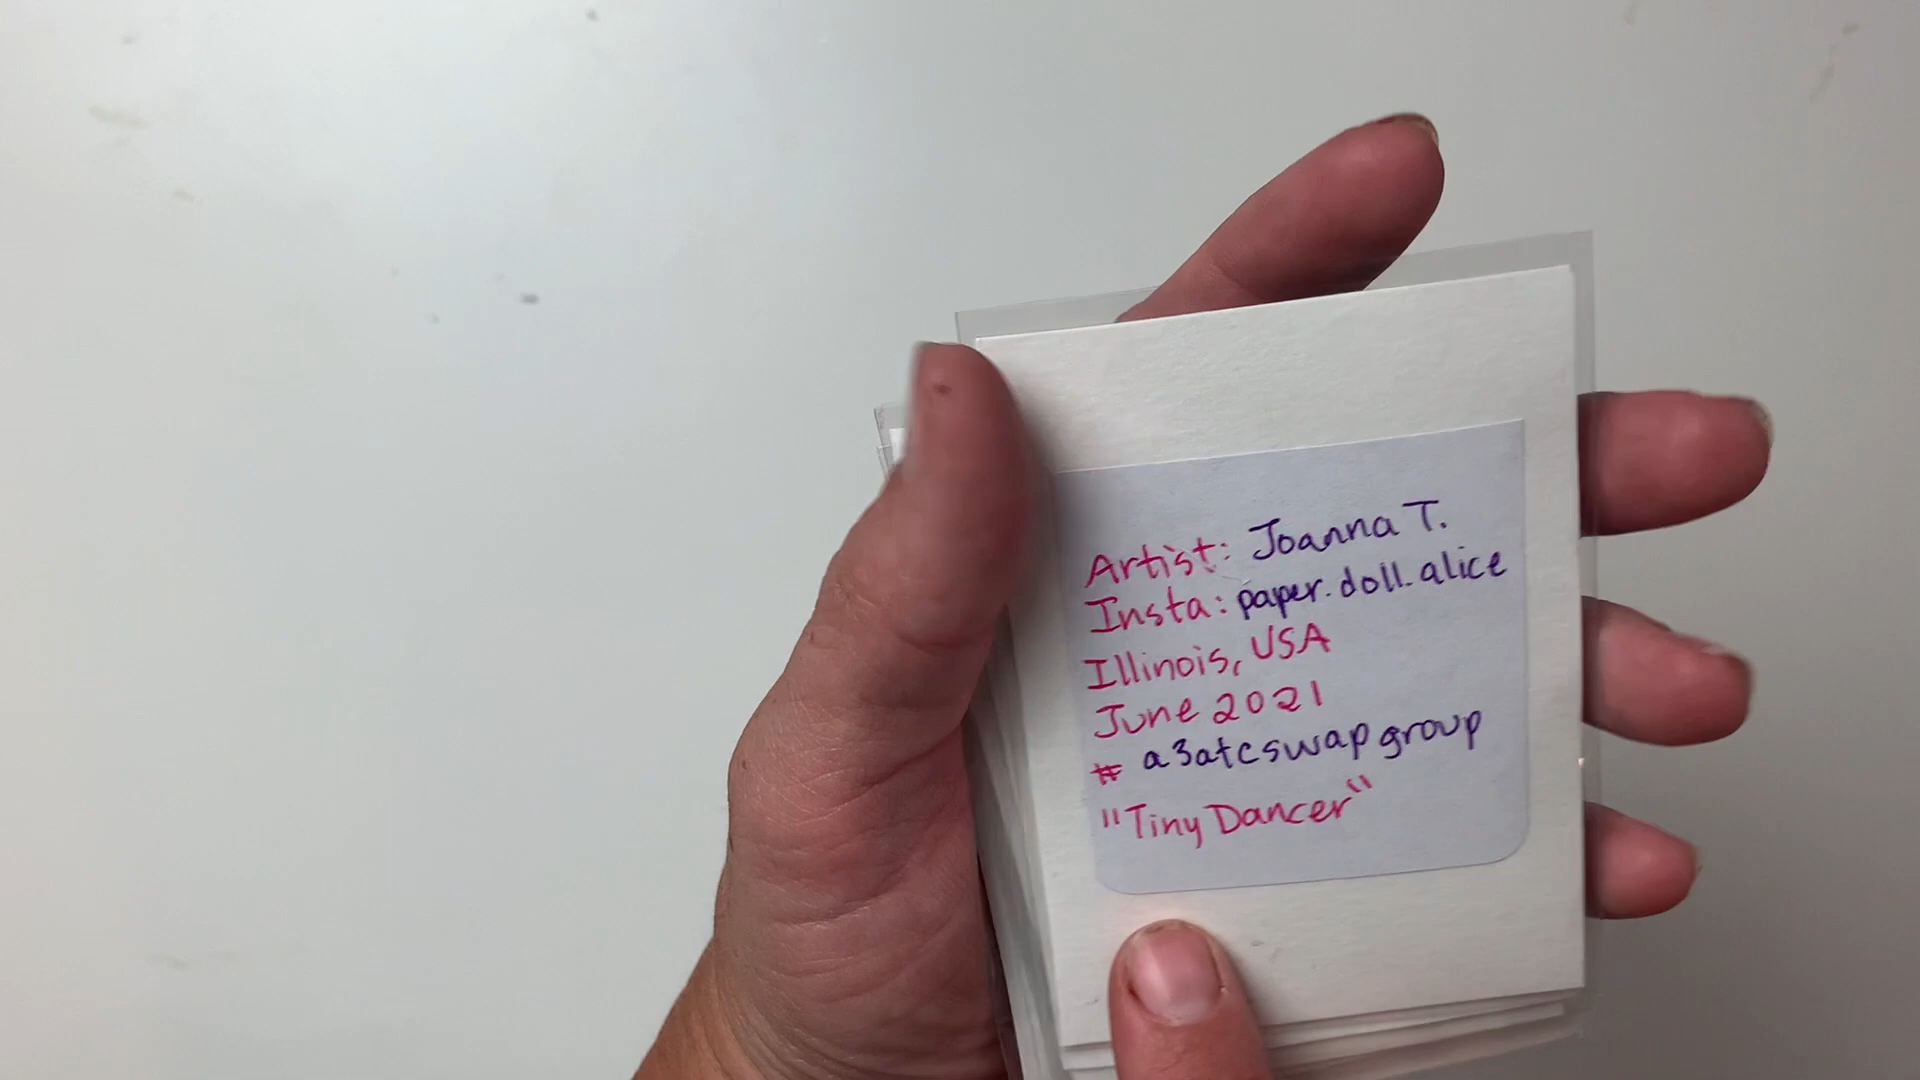 Artist: Joanna T.
Insta: paper.doll.alice
Illinois, USA
June 2021
# a3atcswapgroup
"Tiny Dancer"